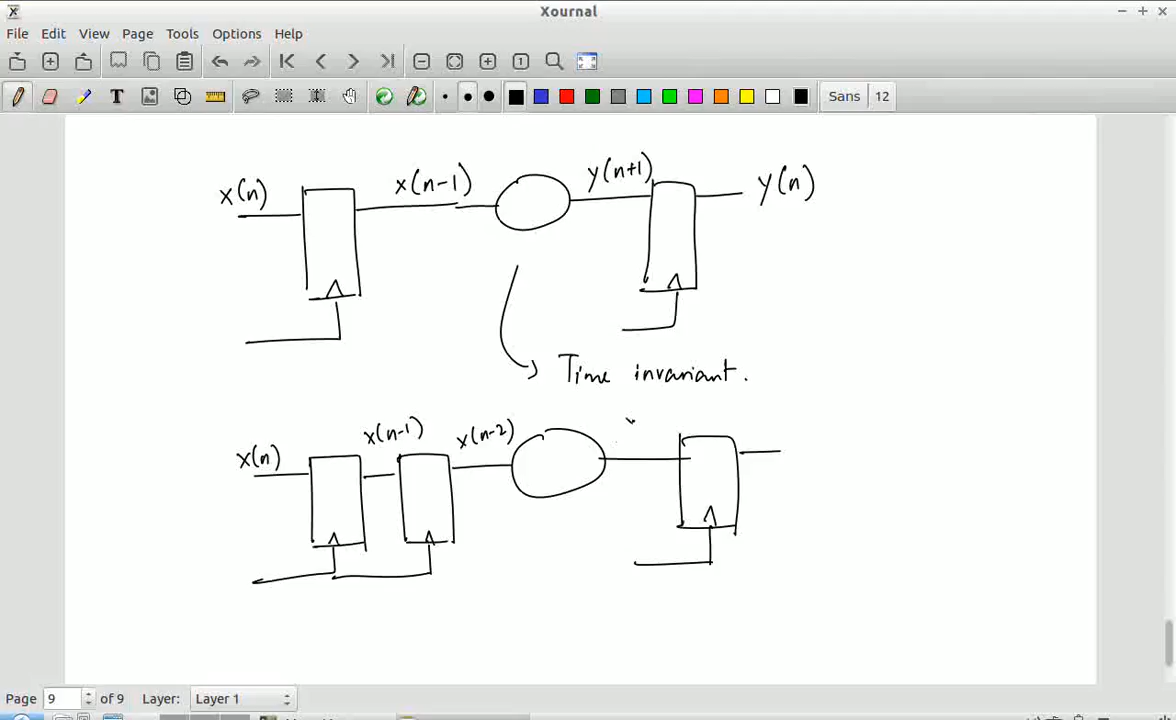 Xournal
File Edit View Page Tools Options Help
Sans 12
x(n) x(n-1) y(n+1) y(n)
Time invariant.
x(n) x(n-1) x(n-2)
Page 9 of 9 Layer: Layer 1